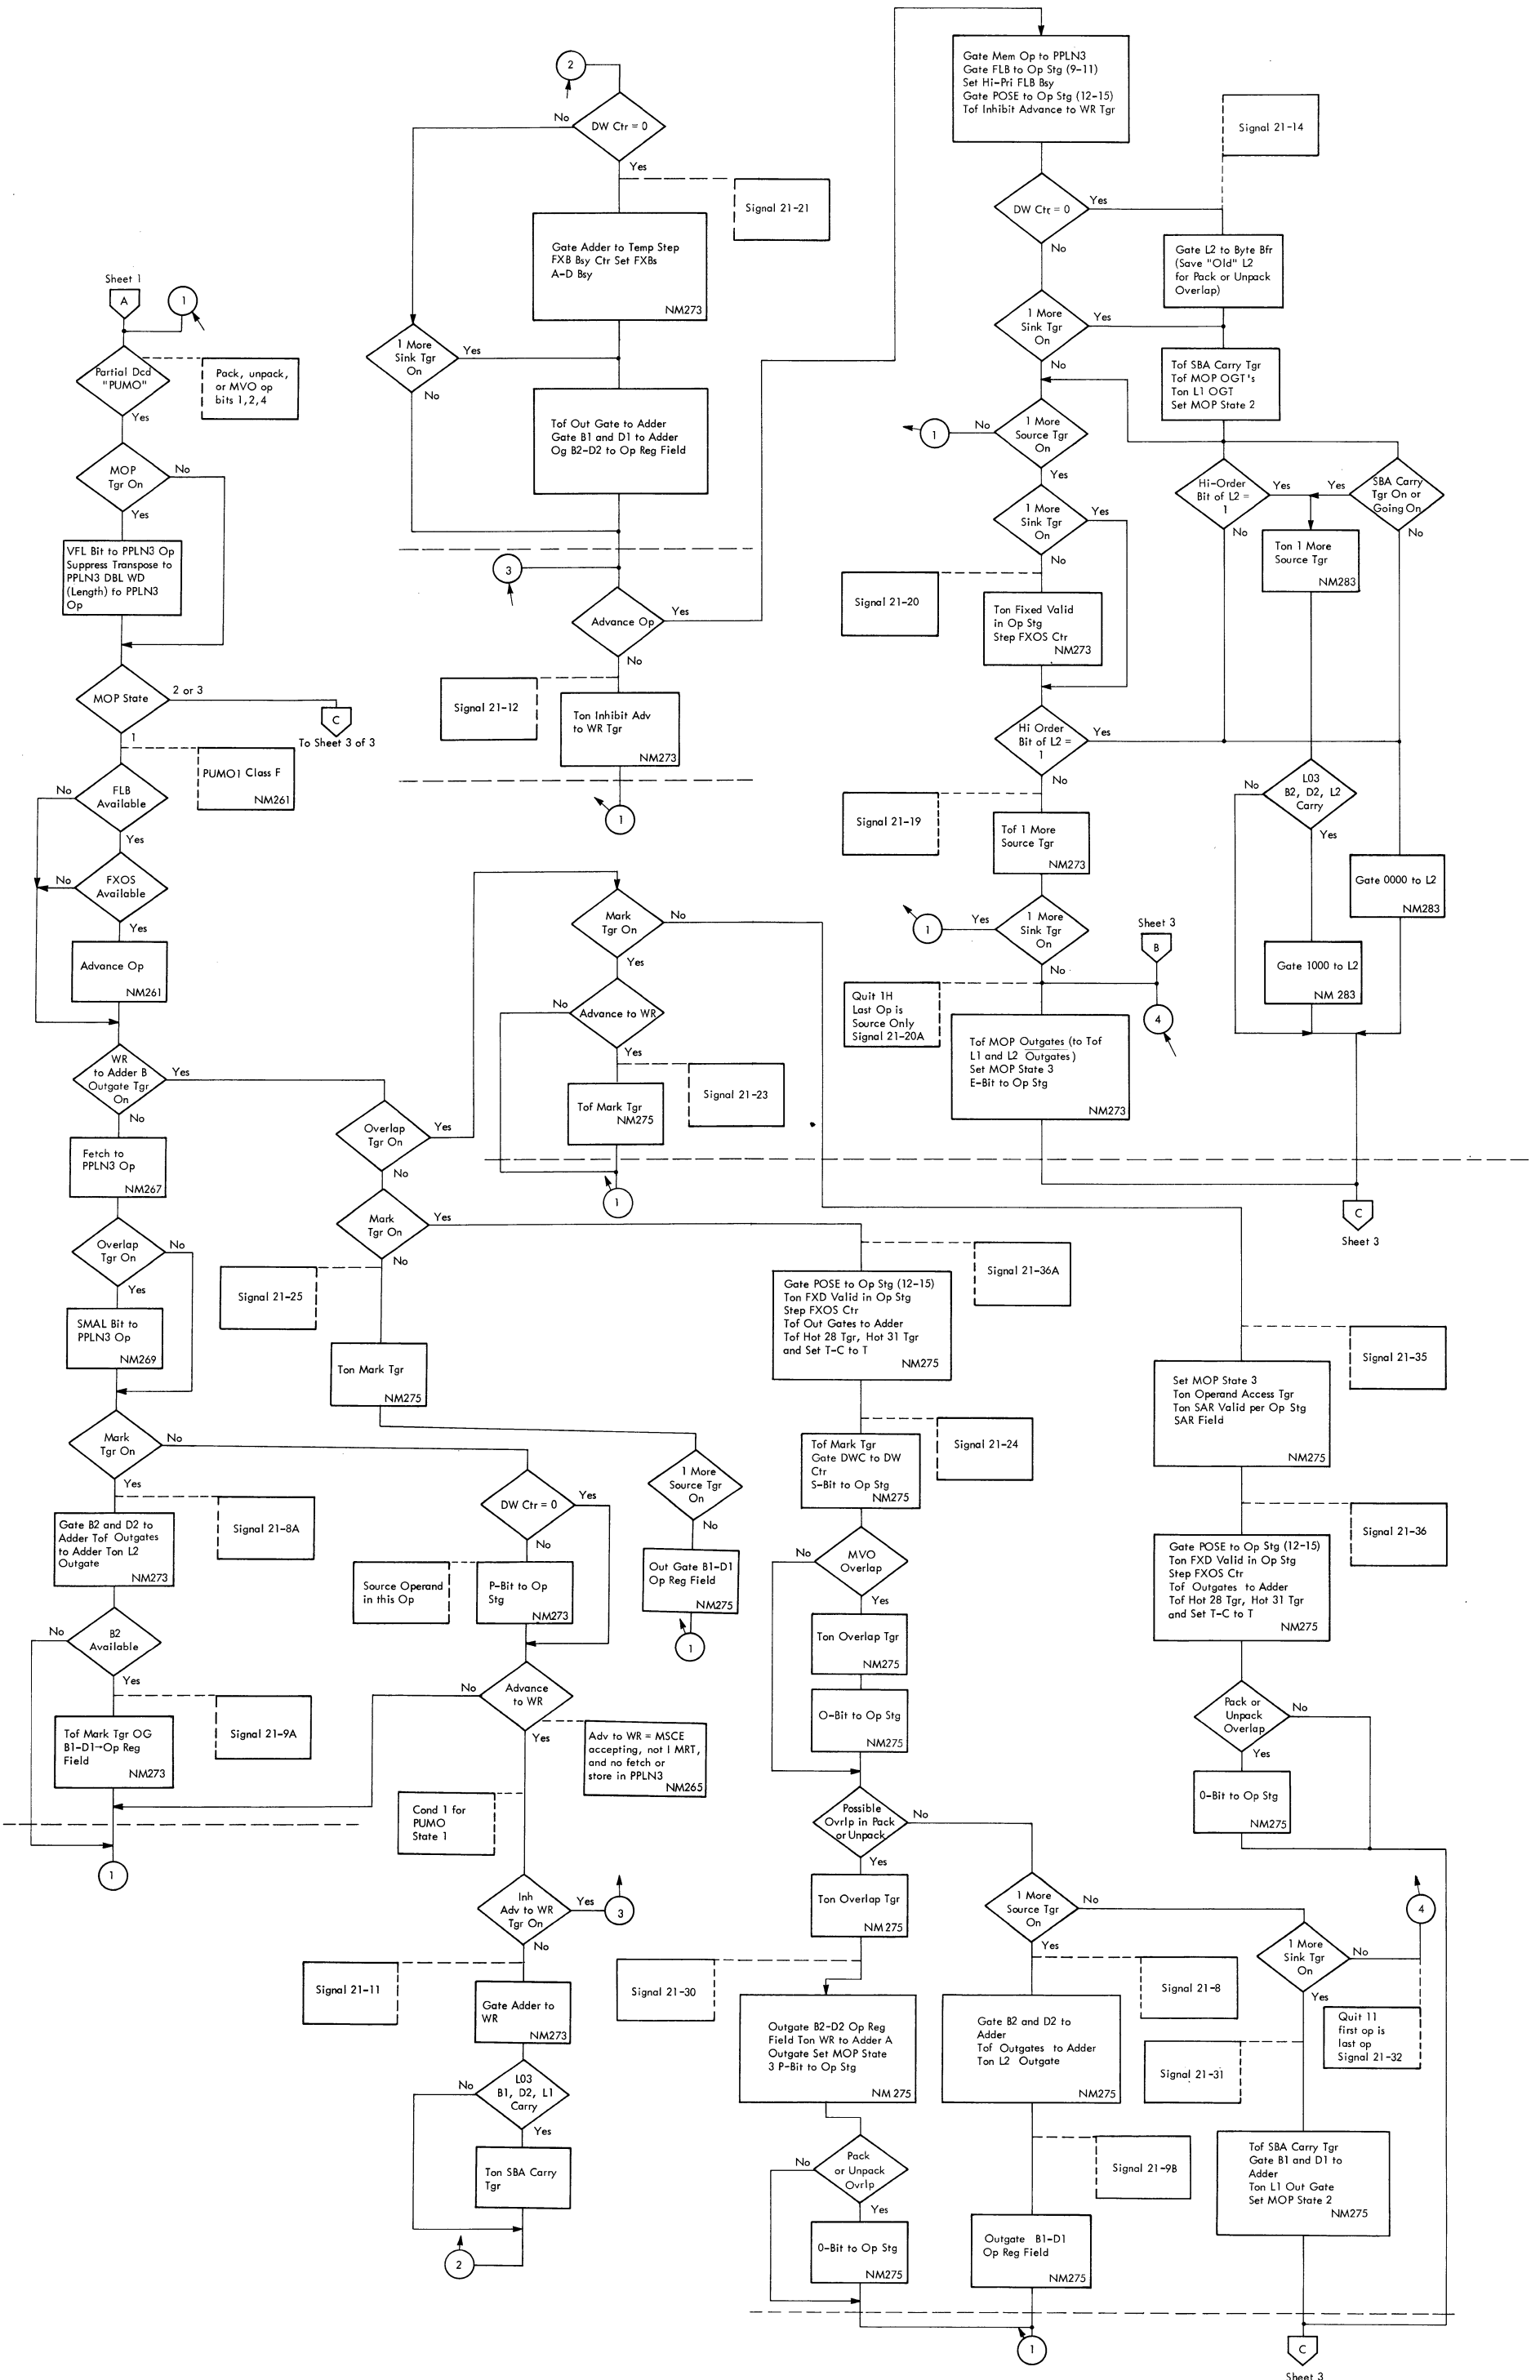 Sheet 1
A
1
Partial Dcd
"PUMO"
Pack, unpack,
or MVO op
bits 1,2,4
Yes
MOP
Tgr On
No
Yes
VFL Bit to PPLN3 Op
Suppress Transpose to
PPLN3 DBL WD
(Length) to PPLN3
Op
MOP State
2 or 3
C
To Sheet 3 of 3
1
PUMO1 Class F
NM261
No
FLB
Available
Yes
No
FXOS
Available
Yes
Advance Op
NM261
WR
to Adder B
Outgate Tgr
On
Yes
No
Fetch to
PPLN3 Op
NM267
Overlap
Tgr On
No
Yes
SMAL Bit to
PPLN3 Op
NM269
Mark
Tgr On
No
Yes
Signal 21-8A
Gate B2 and D2 to
Adder Tof Outgates
to Adder Ton L2
Outgate
NM273
No
B2
Available
Yes
Signal 21-9A
Tof Mark Tgr OG
B1-D1→Op Reg
Field
NM273
1
2
No
DW Ctr = 0
Yes
Signal 21-21
Gate Adder to Temp Step
FXB Bsy Ctr Set FXBs
A-D Bsy
NM273
1 More
Sink Tgr
On
Yes
No
Tof Out Gate to Adder
Gate B1 and D1 to Adder
Og B2-D2 to Op Reg Field
3
Advance Op
Yes
No
Signal 21-12
Ton Inhibit Adv
to WR Tgr
NM273
1
Mark
Tgr On
No
Yes
No
Advance to WR
Yes
Signal 21-23
Tof Mark Tgr
NM275
1
Overlap
Tgr On
Yes
No
Mark
Tgr On
Yes
No
Signal 21-25
Ton Mark Tgr
NM275
1 More
Source Tgr
On
No
Out Gate B1-D1
Op Reg Field
NM275
1
DW Ctr = 0
Yes
No
Source Operand
in this Op
P-Bit to Op
Stg
NM273
No
Advance
to WR
Yes
Adv to WR = MSCE
accepting, not I MRT,
and no fetch or
store in PPLN3
NM265
Cond 1 for
PUMO
State 1
Inh
Adv to WR
Tgr On
Yes
3
No
Signal 21-11
Gate Adder to
WR
NM273
No
L03
B1, D2, L1
Carry
Yes
Ton SBA Carry
Tgr
2
Gate Mem Op to PPLN3
Gate FLB to Op Stg (9-11)
Set Hi-Pri FLB Bsy
Gate POSE to Op Stg (12-15)
Tof Inhibit Advance to WR Tgr
Signal 21-14
DW Ctr = 0
Yes
No
Gate L2 to Byte Bfr
(Save "Old" L2
for Pack or Unpack
Overlap)
1 More
Sink Tgr
On
Yes
No
Tof SBA Carry Tgr
Tof MOP OGT's
Ton L1 OGT
Set MOP State 2
1
No
1 More
Source Tgr
On
Yes
1 More
Sink Tgr
On
Yes
No
Signal 21-20
Ton Fixed Valid
in Op Stg
Step FXOS Ctr
NM273
Hi Order
Bit of L2 =
1
Yes
No
Signal 21-19
Tof 1 More
Source Tgr
NM273
1
Yes
1 More
Sink Tgr
On
No
Quit 1H
Last Op is
Source Only
Signal 21-20A
Sheet 3
B
4
Tof MOP Outgates (to Tof
L1 and L2 Outgates)
Set MOP State 3
E-Bit to Op Stg
NM273
Hi-Order
Bit of L2 =
1
Yes
Yes
SBA Carry
Tgr On or
Going On
No
No
Ton 1 More
Source Tgr
NM283
No
L03
B2, D2, L2
Carry
Yes
Gate 0000 to L2
NM283
Gate 1000 to L2
NM 283
C
Sheet 3
Signal 21-36A
Gate POSE to Op Stg (12-15)
Ton FXD Valid in Op Stg
Step FXOS Ctr
Tof Out Gates to Adder
Tof Hot 28 Tgr, Hot 31 Tgr
and Set T-C to T
NM275
Signal 21-24
Tof Mark Tgr
Gate DWC to DW
Ctr
S-Bit to Op Stg
NM275
No
MVO
Overlap
Yes
Ton Overlap Tgr
NM275
O-Bit to Op Stg
NM275
Possible
Ovrlp in Pack
or Unpack
No
Yes
Ton Overlap Tgr
NM275
Signal 21-30
Outgate B2-D2 Op Reg
Field Ton WR to Adder A
Outgate Set MOP State
3 P-Bit to Op Stg
NM275
No
Pack
or Unpack
Ovrlp
Yes
0-Bit to Op Stg
NM275
1 More
Source Tgr
On
No
Yes
Signal 21-8
Gate B2 and D2 to
Adder
Tof Outgates to Adder
Ton L2 Outgate
NM275
Signal 21-9B
Outgate B1-D1
Op Reg Field
NM275
1
Signal 21-35
Set MOP State 3
Ton Operand Access Tgr
Ton SAR Valid per Op Stg
SAR Field
NM275
Signal 21-36
Gate POSE to Op Stg (12-15)
Ton FXD Valid in Op Stg
Step FXOS Ctr
Tof Outgates to Adder
Tof Hot 28 Tgr, Hot 31 Tgr
and Set T-C to T
NM275
Pack or
Unpack
Overlap
No
Yes
0-Bit to Op Stg
NM275
4
1 More
Sink Tgr
On
No
Yes
Quit 11
first op is
last op
Signal 21-32
Signal 21-31
Tof SBA Carry Tgr
Gate B1 and D1 to
Adder
Ton L1 Out Gate
Set MOP State 2
NM275
C
Sheet 3